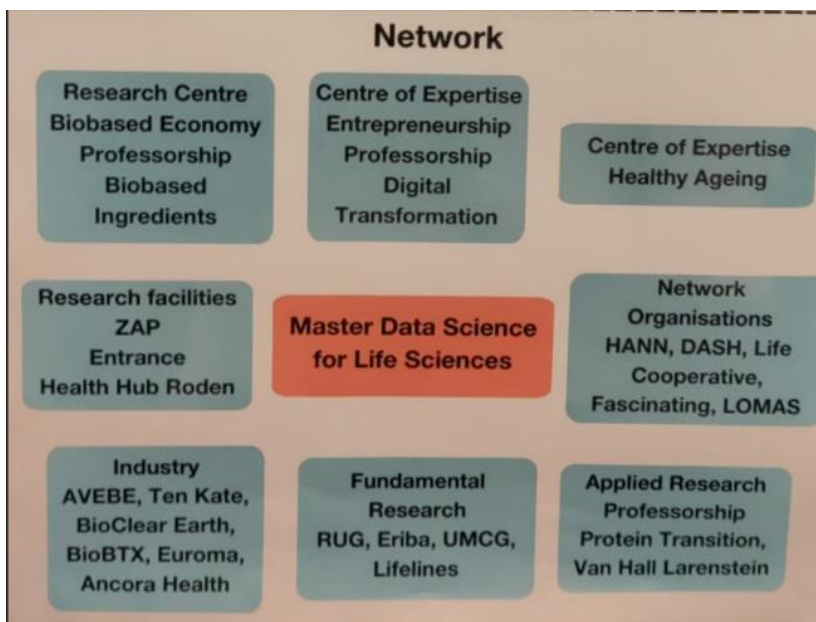 Network
Research Centre
Biobased Economy
Professorship
Biobased
Ingredients
Centre of Expertise
Entrepreneurship
Professorship
Digital
Transformation
Centre of Expertise
Healthy Ageing
Research facilities
ZAP
Entrance
Health Hub Roden
Master Data Science
for Life Sciences
Network
Organisations
HANN, DASH, Life
Cooperative,
Fascinating, LOMAS
Industry
AVEBE, Ten Kate,
BioClear Earth,
BioBTX, Euroma,
Ancora Health
Fundamental
Research
RUG, Eriba, UMCG,
Lifelines
Applied Research
Professorship
Protein Transition,
Van Hall Larenstein